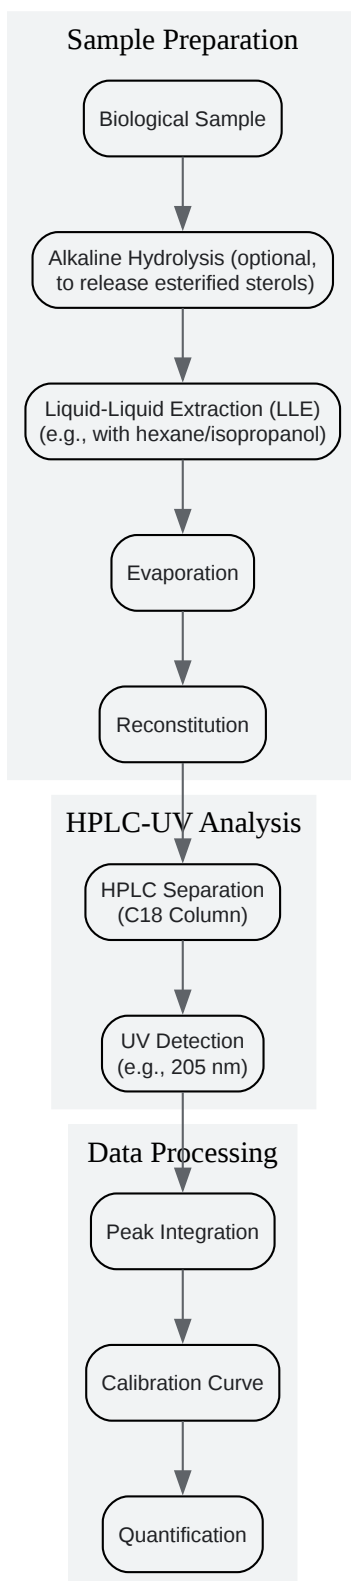 Sample Preparation
Biological Sample
Alkaline Hydrolysis (optional,
to release esterified sterols)
Liquid-Liquid Extraction (LLE)
(e.g., with hexane/isopropanol)
Evaporation
Reconstitution
HPLC-UV Analysis
HPLC Separation
(C18 Column)
UV Detection
(e.g., 205 nm)
Data Processing
Peak Integration
Calibration Curve
Quantification